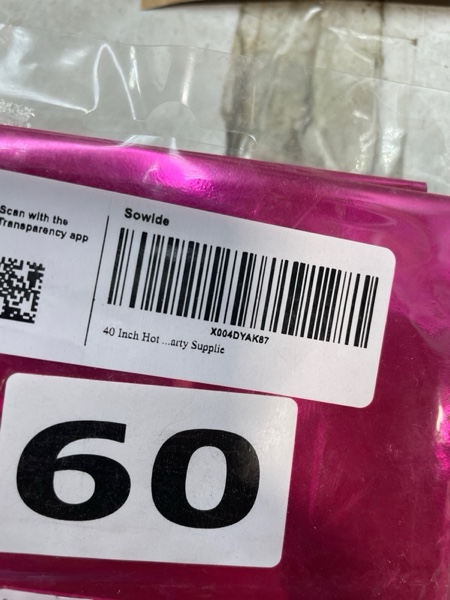 Scan with the
Transparency app
Sowide
X004DYAK67
40 Inch Hot ...arty Supplie
60